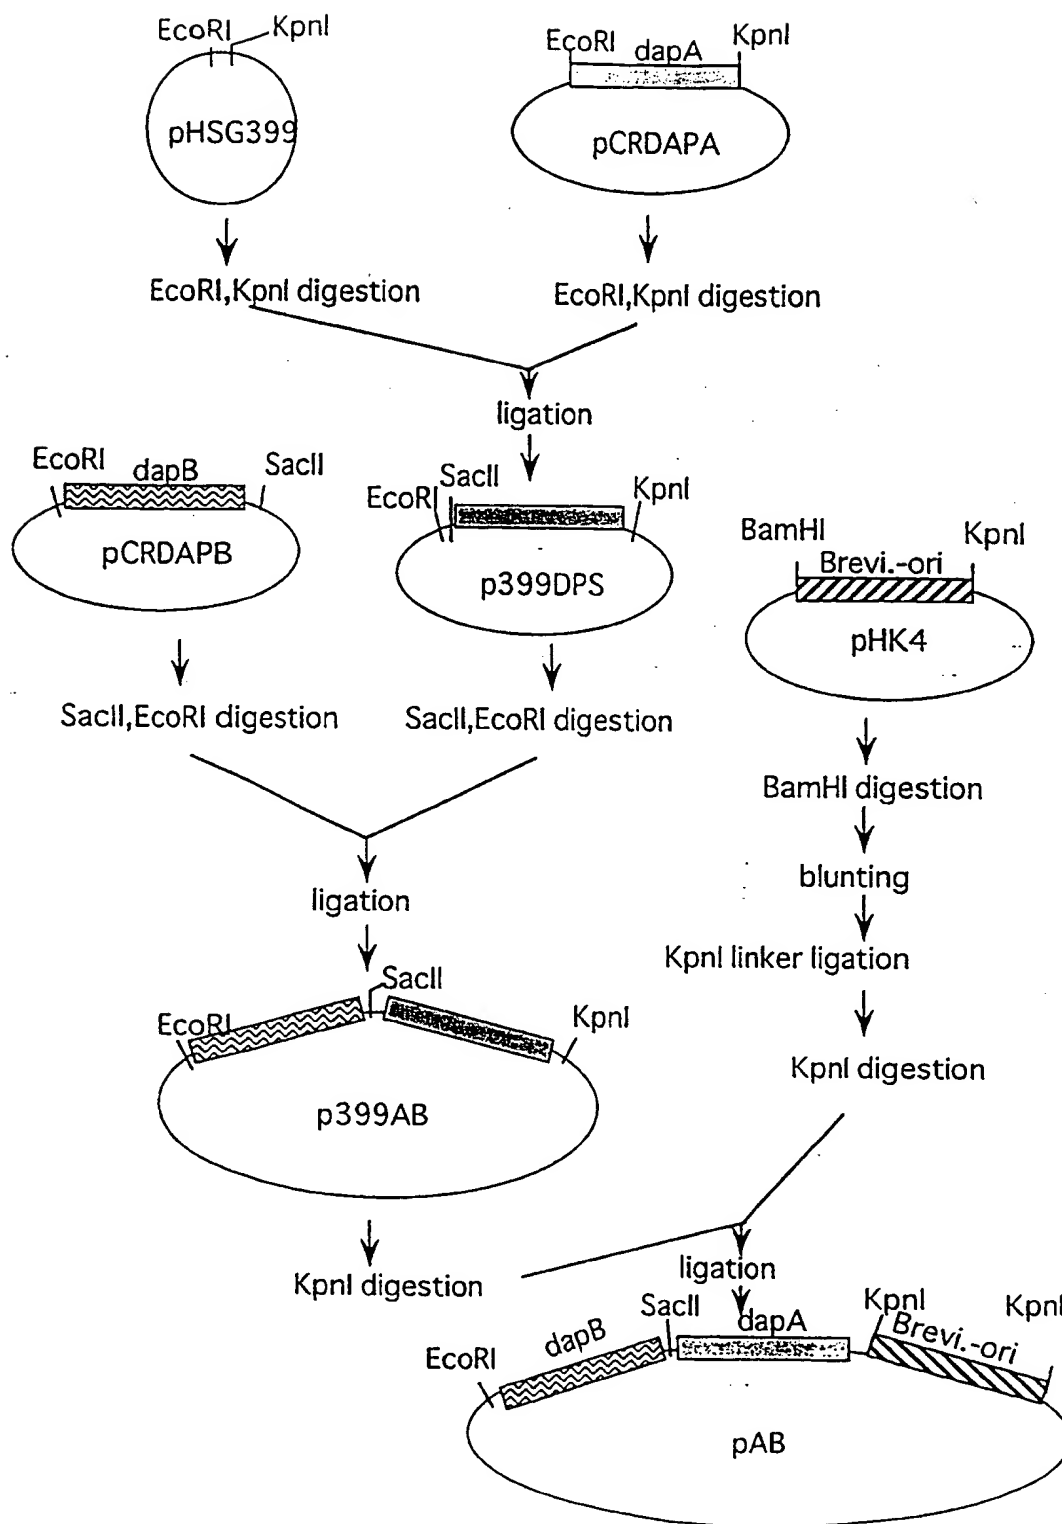 EcoRI KpnI
pHSG399
EcoRI dapA KpnI
pCRDAPA
EcoRI,KpnI digestion
EcoRI,KpnI digestion
ligation
EcoRI dapB SacII
pCRDAPB
SacII
EcoRI KpnI
p399DPS
BamHI KpnI
Brevi.-ori
pHK4
SacII,EcoRI digestion
SacII,EcoRI digestion
BamHI digestion
blunting
ligation
KpnI linker ligation
SacII
EcoRI KpnI
p399AB
KpnI digestion
KpnI digestion
ligation
EcoRI dapB SacII dapA KpnI Brevi.-ori KpnI
pAB